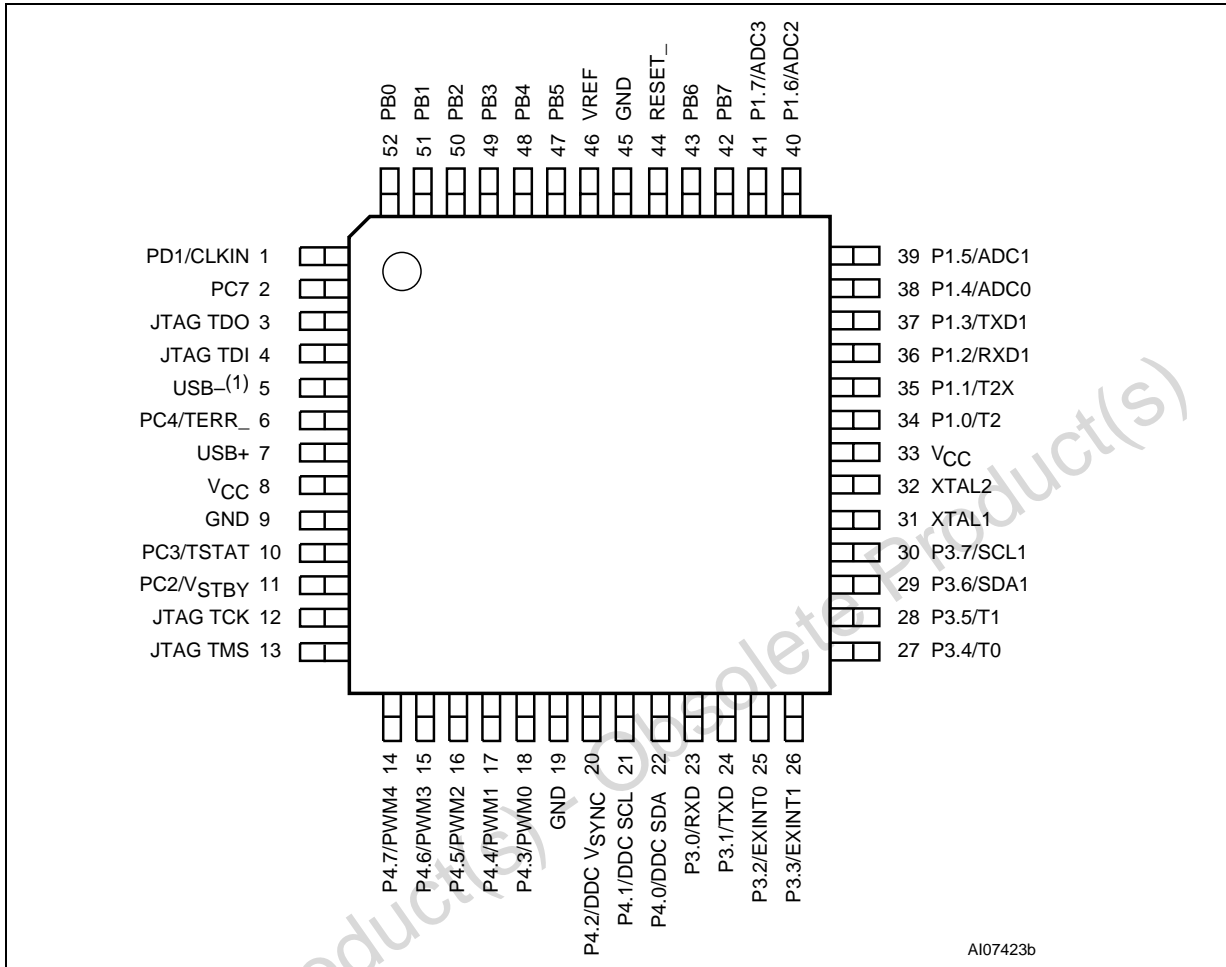 52 PB0
51 PB1
50 PB2
49 PB3
48 PB4
47 PB5
46 VREF
45 GND
44 RESET_
43 PB6
42 PB7
41 P1.7/ADC3
40 P1.6/ADC2
PD1/CLKIN 1
PC7 2
JTAG TDO 3
JTAG TDI 4
USB–(1) 5
PC4/TERR_ 6
USB+ 7
VCC 8
GND 9
PC3/TSTAT 10
PC2/VSTBY 11
JTAG TCK 12
JTAG TMS 13
39 P1.5/ADC1
38 P1.4/ADC0
37 P1.3/TXD1
36 P1.2/RXD1
35 P1.1/T2X
34 P1.0/T2
33 VCC
32 XTAL2
31 XTAL1
30 P3.7/SCL1
29 P3.6/SDA1
28 P3.5/T1
27 P3.4/T0
P4.7/PWM4 14
P4.6/PWM3 15
P4.5/PWM2 16
P4.4/PWM1 17
P4.3/PWM0 18
GND 19
P4.2/DDC VSYNC 20
P4.1/DDC SCL 21
P4.0/DDC SDA 22
P3.0/RXD 23
P3.1/TXD 24
P3.2/EXINT0 25
P3.3/EXINT1 26
AI07423b
oduct(s) - Obsolete Product(s)